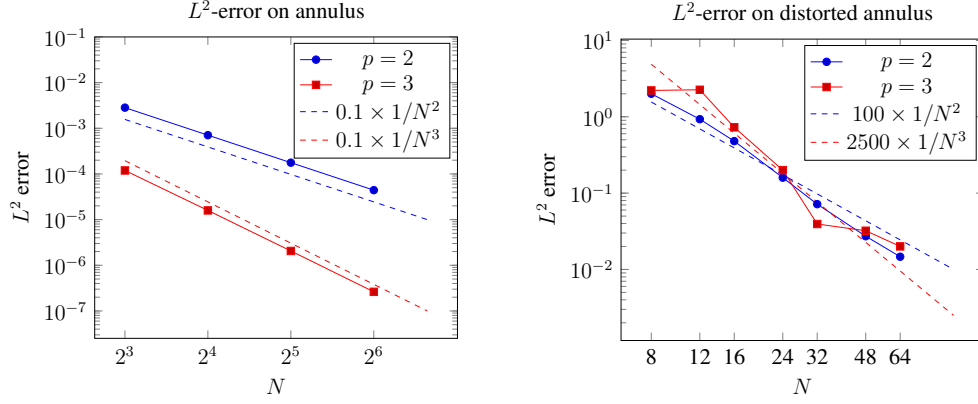 L²-error on annulus
L² error
10⁻¹
10⁻²
10⁻³
10⁻⁴
10⁻⁵
10⁻⁶
10⁻⁷
p = 2
p = 3
0.1 × 1/N²
0.1 × 1/N³
2³ 2⁴ 2⁵ 2⁶
N
L²-error on distorted annulus
L² error
10¹
10⁰
10⁻¹
10⁻²
p = 2
p = 3
100 × 1/N²
2500 × 1/N³
8 12 16 24 32 48 64
N